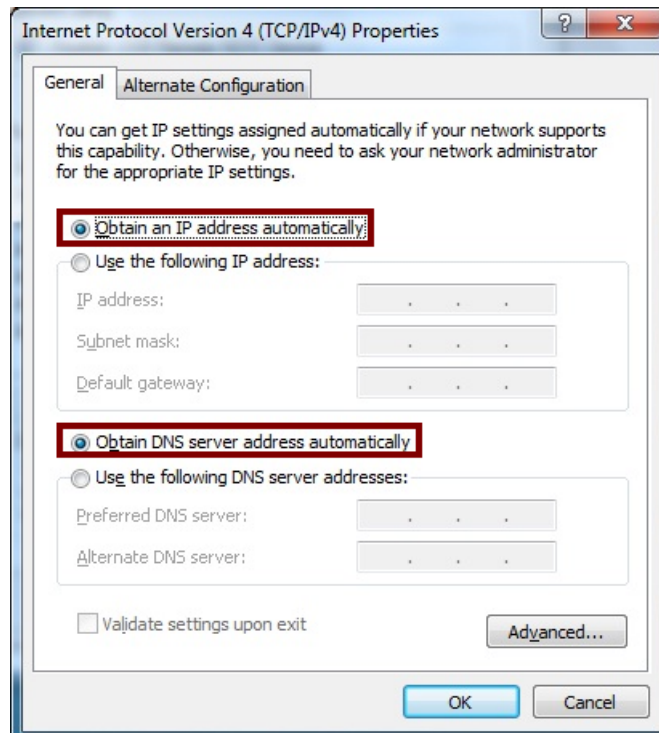 Internet Protocol Version 4 (TCP/IPv4) Properties
General
Alternate Configuration
You can get IP settings assigned automatically if your network supports
this capability. Otherwise, you need to ask your network administrator
for the appropriate IP settings.
Obtain an IP address automatically
Use the following IP address:
IP address:
Subnet mask:
Default gateway:
Obtain DNS server address automatically
Use the following DNS server addresses:
Preferred DNS server:
Alternate DNS server:
Validate settings upon exit
Advanced...
OK
Cancel